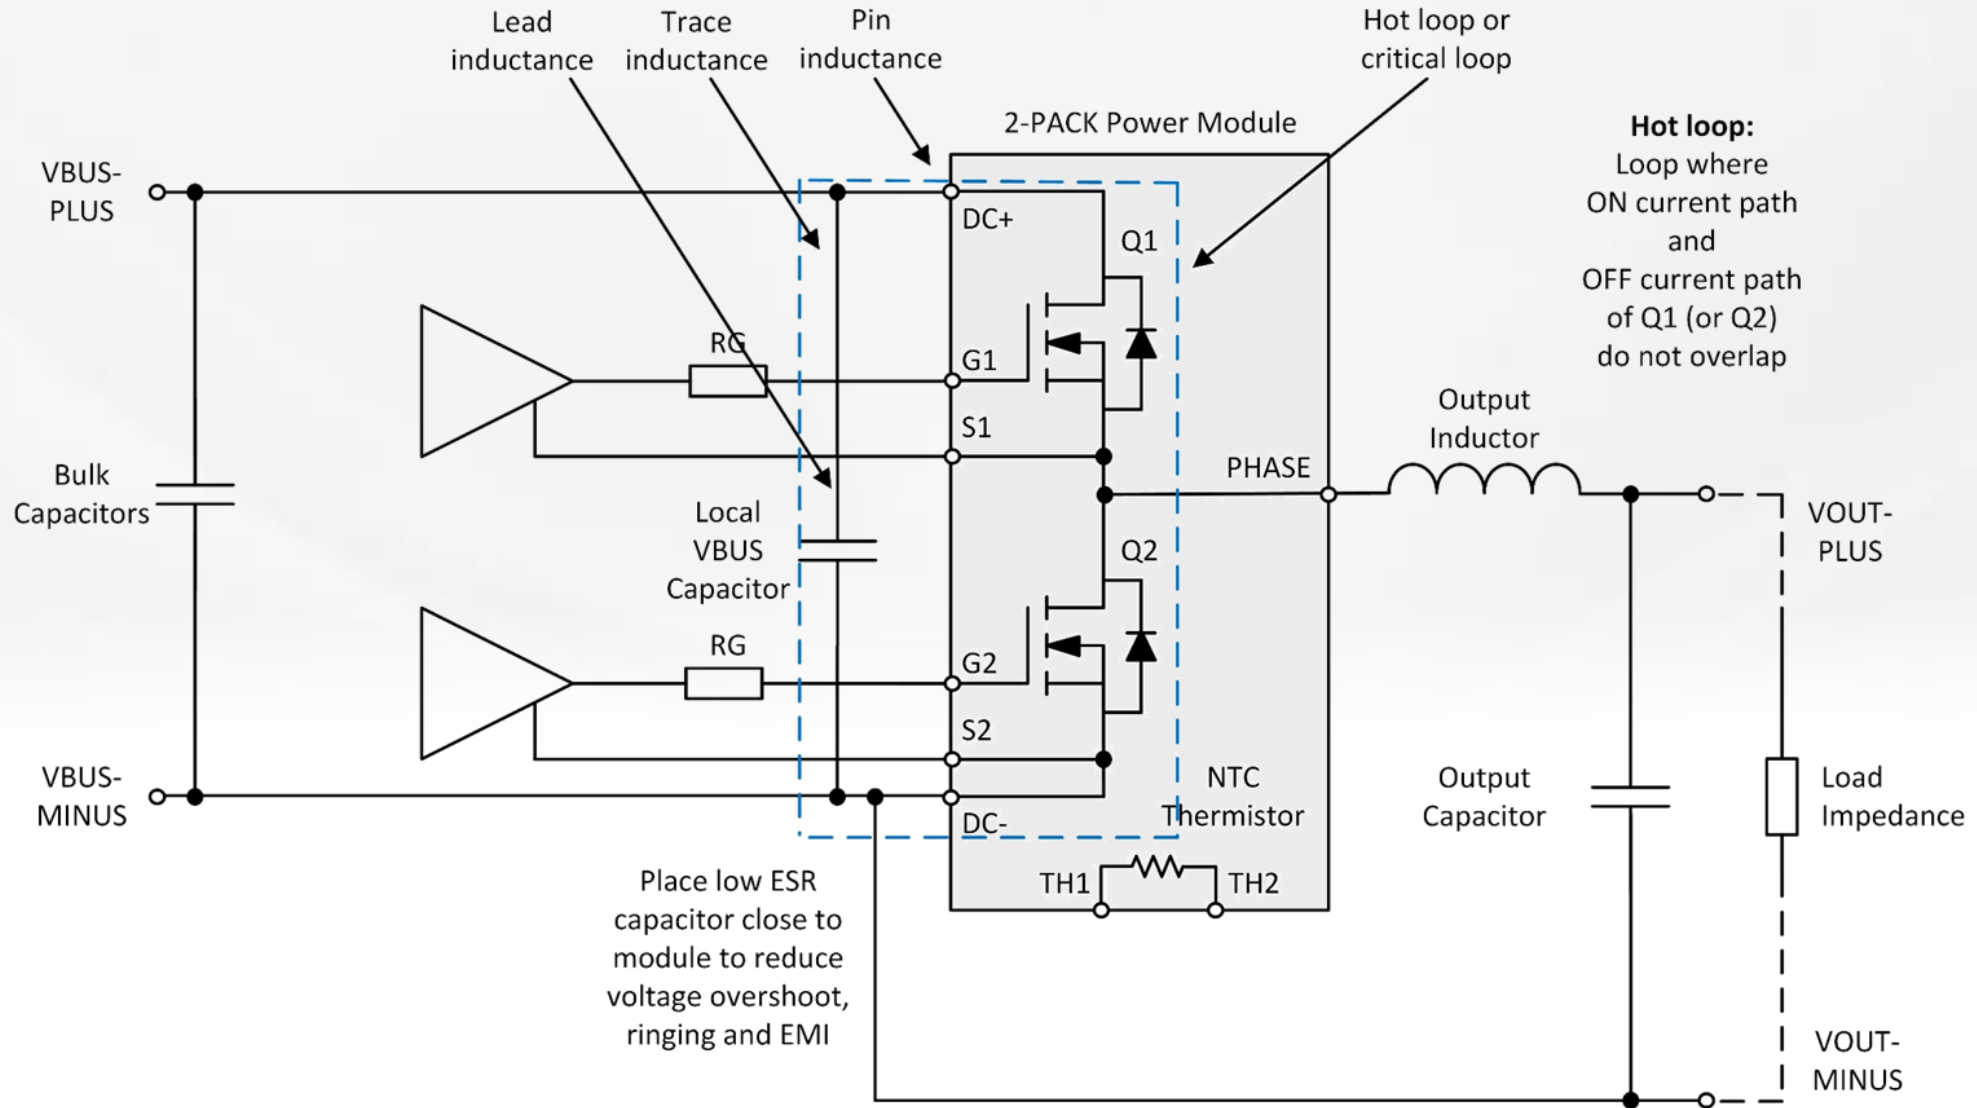 Lead
inductance
Trace
inductance
Pin
inductance
Hot loop or
critical loop
2-PACK Power Module
Hot loop:
Loop where
ON current path
and
OFF current path
of Q1 (or Q2)
do not overlap
VBUS-
PLUS
DC+
Q1
RG
G1
S1
Output
Inductor
PHASE
Bulk
Capacitors
Local
VBUS
Capacitor
Q2
VOUT-
PLUS
RG
G2
S2
VBUS-
MINUS
DC-
NTC
Thermistor
Output
Capacitor
Load
Impedance
TH1
TH2
Place low ESR
capacitor close to
module to reduce
voltage overshoot,
ringing and EMI
VOUT-
MINUS